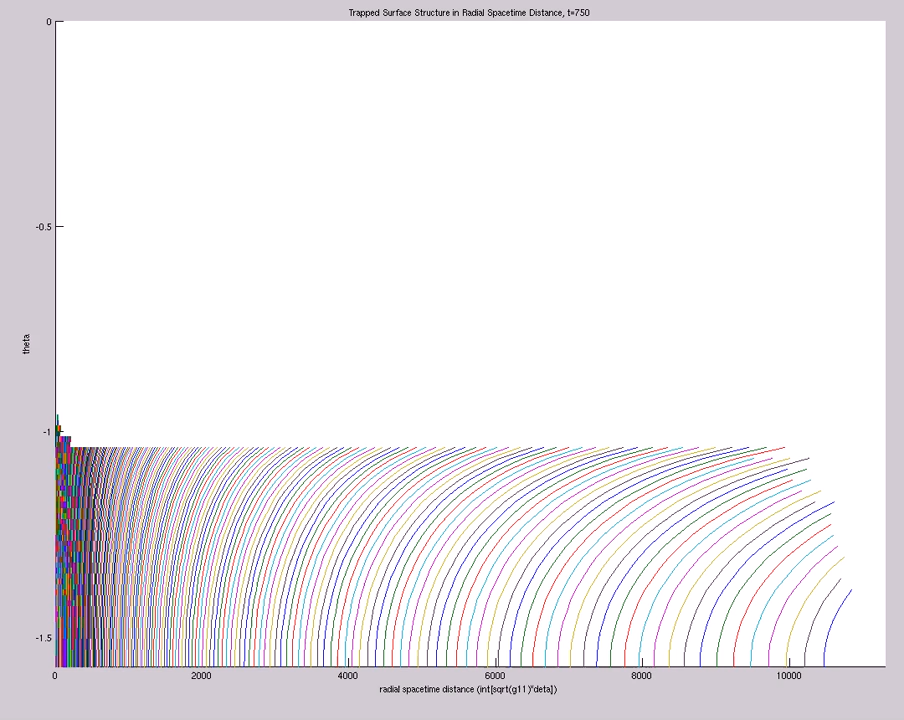 Trapped Surface Structure in Radial Spacetime Distance, t=750
0
-0.5
theta
-1
-1.5
0 2000 4000 6000 8000 10000
radial spacetime distance (int[sqrt(g11)*deta])